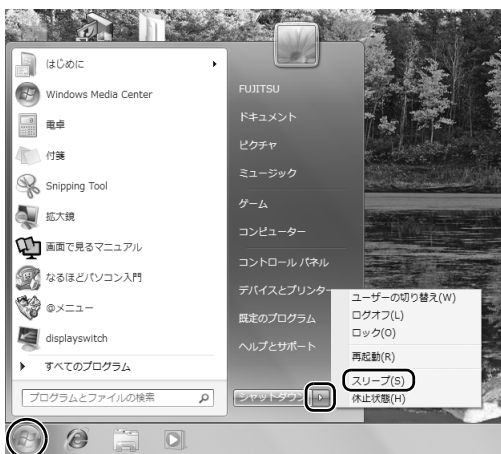 はじめに
Windows Media Center
電卓
付箋
Snipping Tool
拡大鏡
画面で見るマニュアル
なるほどパソコン入門
@メニュー
displayswitch
すべてのプログラム
プログラムとファイルの検索
FUJITSU
ドキュメント
ピクチャ
ミュージック
ゲーム
コンピューター
コントロール パネル
デバイスとプリンター
既定のプログラム
ヘルプとサポート
シャットダウン
ユーザーの切り替え(W)
ログオフ(L)
ロック(O)
再起動(R)
スリープ(S)
休止状態(H)